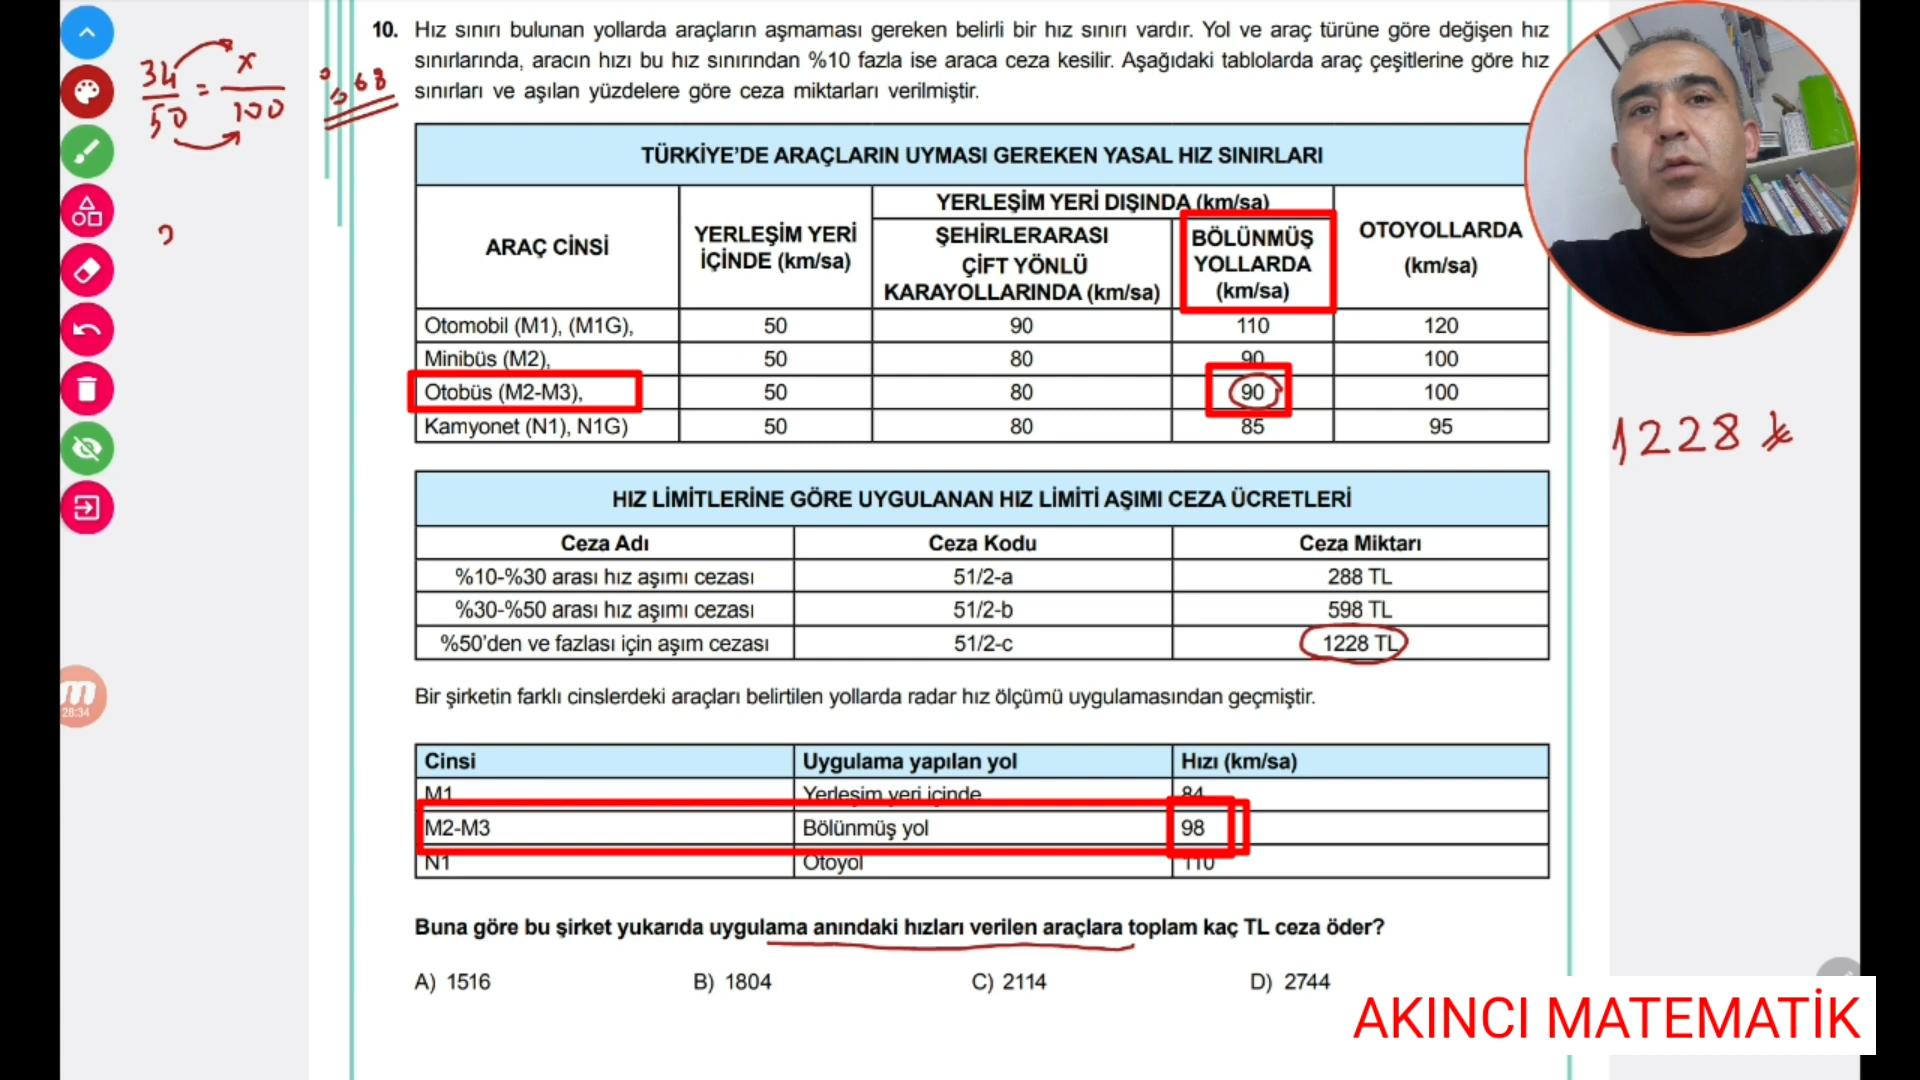 10. Hız sınırı bulunan yollarda araçların aşmaması gereken belirli bir hız sınırı vardır. Yol ve araç türüne göre değişen hız
sınırlarında, aracın hızı bu hız sınırından %10 fazla ise araca ceza kesilir. Aşağıdaki tablolarda araç çeşitlerine göre hız
sınırları ve aşılan yüzdelere göre ceza miktarları verilmiştir.
34/50 = x/100
0,68
TÜRKİYE'DE ARAÇLARIN UYMASI GEREKEN YASAL HIZ SINIRLARI
ARAÇ CİNSİ
YERLEŞİM YERİ
İÇİNDE (km/sa)
YERLEŞİM YERİ DIŞINDA (km/sa)
ŞEHİRLERARASI
ÇİFT YÖNLÜ
KARAYOLLARINDA (km/sa)
BÖLÜNMÜŞ
YOLLARDA
(km/sa)
OTOYOLLARDA
(km/sa)
Otomobil (M1), (M1G), 50 90 110 120
Minibüs (M2), 50 80 90 100
Otobüs (M2-M3), 50 80 90 100
Kamyonet (N1), N1G) 50 80 85 95
1228
HIZ LİMİTLERİNE GÖRE UYGULANAN HIZ LİMİTİ AŞIMI CEZA ÜCRETLERİ
Ceza Adı Ceza Kodu Ceza Miktarı
%10-%30 arası hız aşımı cezası 51/2-a 288 TL
%30-%50 arası hız aşımı cezası 51/2-b 598 TL
%50'den ve fazlası için aşım cezası 51/2-c 1228 TL
Bir şirketin farklı cinslerdeki araçları belirtilen yollarda radar hız ölçümü uygulamasından geçmiştir.
28:34
Cinsi Uygulama yapılan yol Hızı (km/sa)
M1 Yerleşim yeri içinde 84
M2-M3 Bölünmüş yol 98
N1 Otoyol 110
Buna göre bu şirket yukarıda uygulama anındaki hızları verilen araçlara toplam kaç TL ceza öder?
A) 1516 B) 1804 C) 2114 D) 2744
AKINCI MATEMATİK